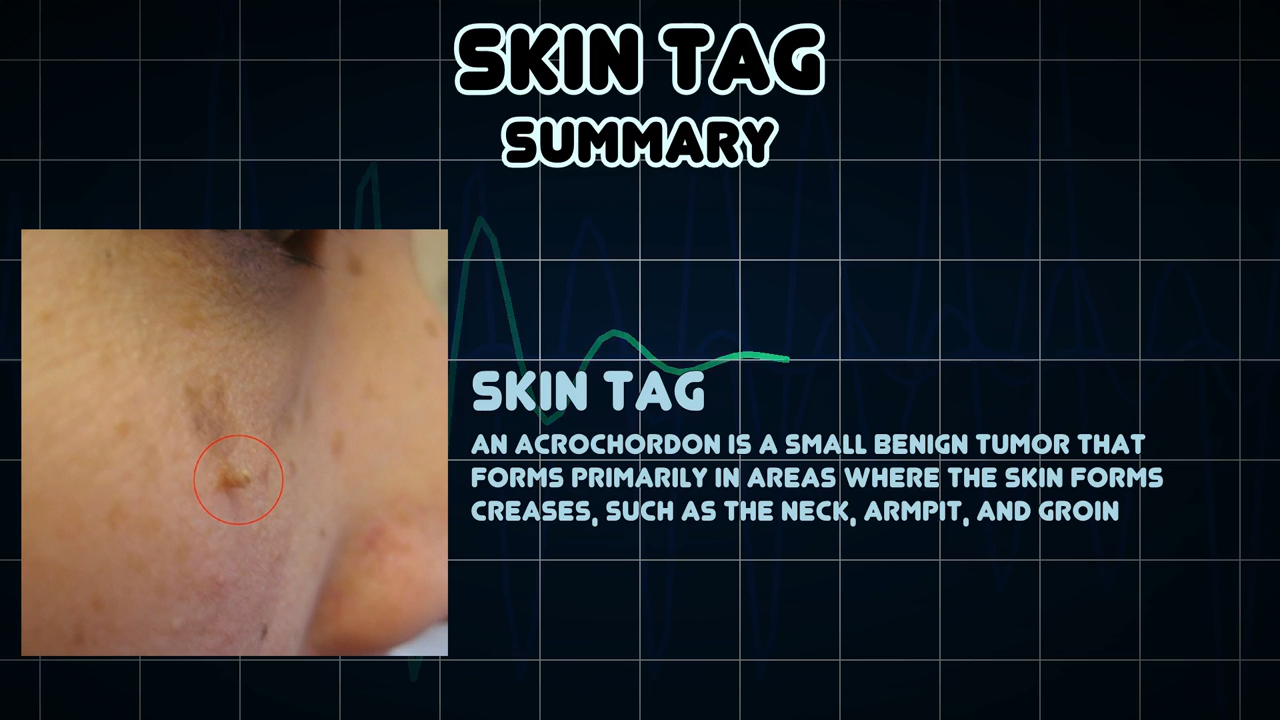 SKIN TAG
SUMMARY
SKIN TAG
AN ACROCHORDON IS A SMALL BENIGN TUMOR THAT
FORMS PRIMARILY IN AREAS WHERE THE SKIN FORMS
CREASES, SUCH AS THE NECK, ARMPIT, AND GROIN